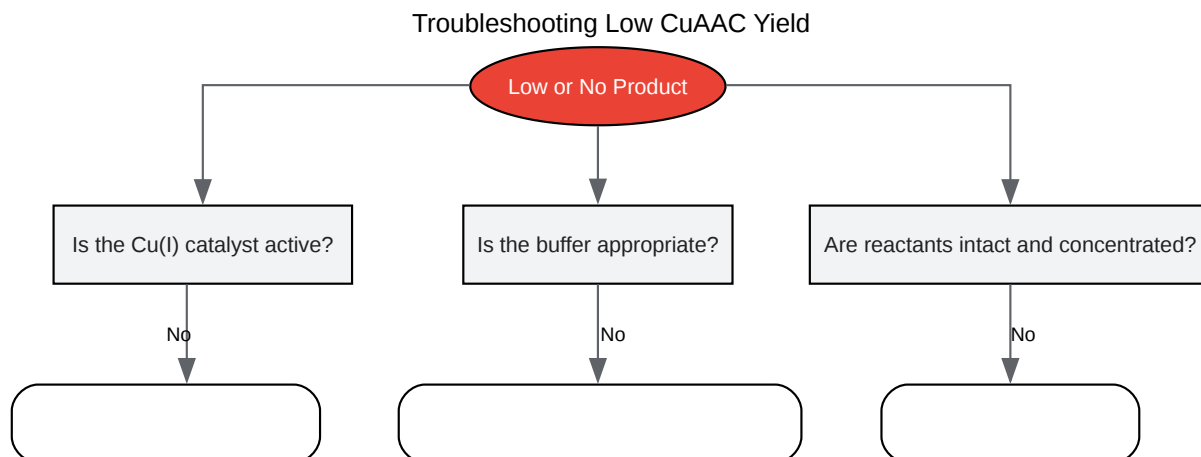 Troubleshooting Low CuAAC Yield
Low or No Product
Is the Cu(I) catalyst active?
Is the buffer appropriate?
Are reactants intact and concentrated?
No
No
No